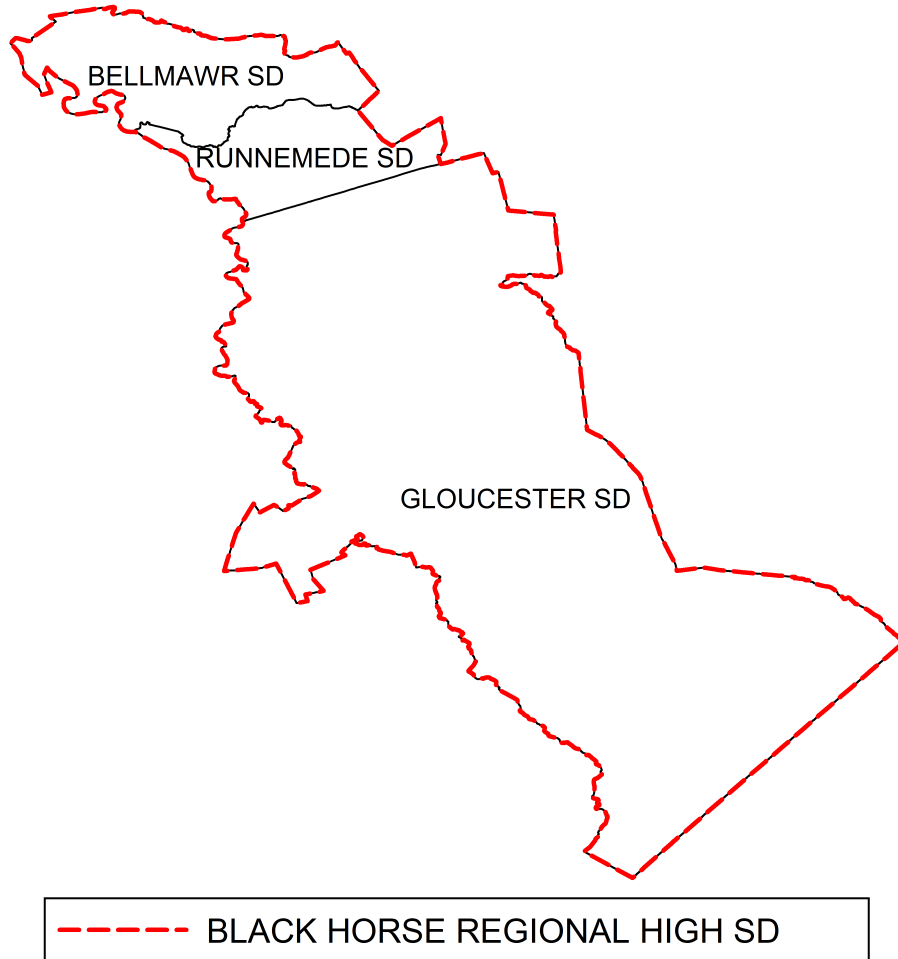 BELLMAWR SD
RUNNEMEDE SD
GLOUCESTER SD
BLACK HORSE REGIONAL HIGH SD